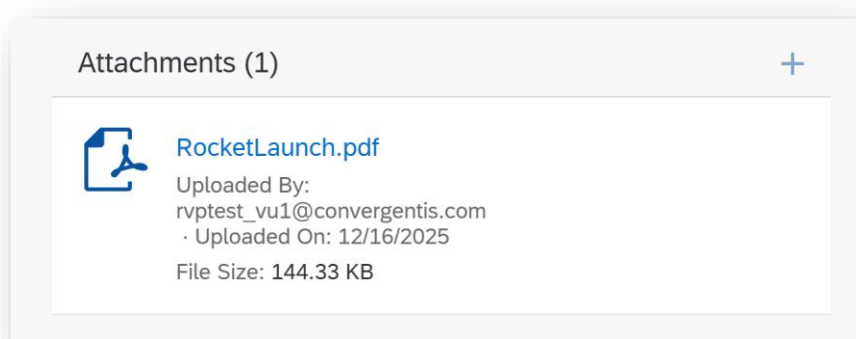 Attachments (1)
RocketLaunch.pdf
Uploaded By:
rvptest_vu1@convergentis.com
· Uploaded On: 12/16/2025
File Size: 144.33 KB